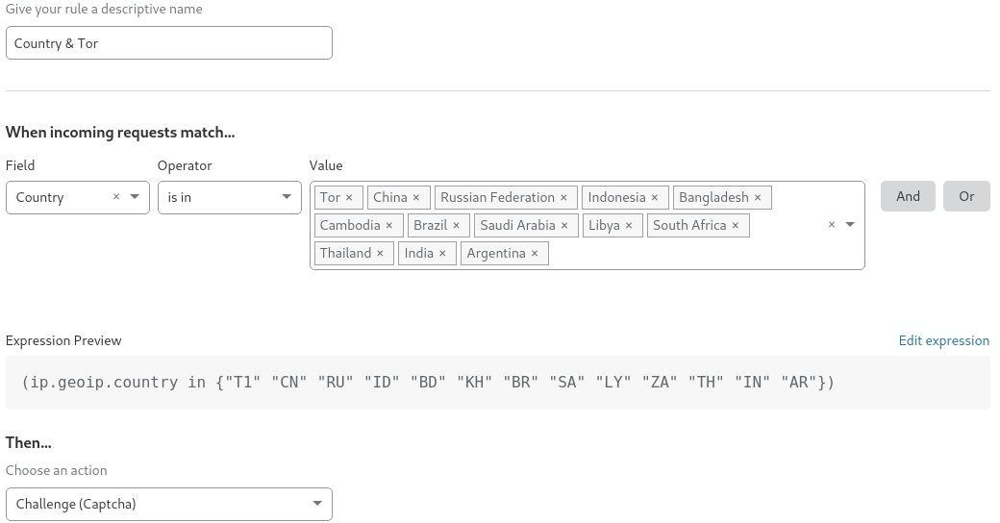 Give your rule a descriptive name
Country & Tor
When incoming requests match...
Field Operator Value
Country × is in Tor × China × Russian Federation × Indonesia × Bangladesh × And Or
Cambodia × Brazil × Saudi Arabia × Libya × South Africa × ×
Thailand × India × Argentina ×
Expression Preview Edit expression
(ip.geoip.country in {"T1" "CN" "RU" "ID" "BD" "KH" "BR" "SA" "LY" "ZA" "TH" "IN" "AR"})
Then...
Choose an action
Challenge (Captcha)